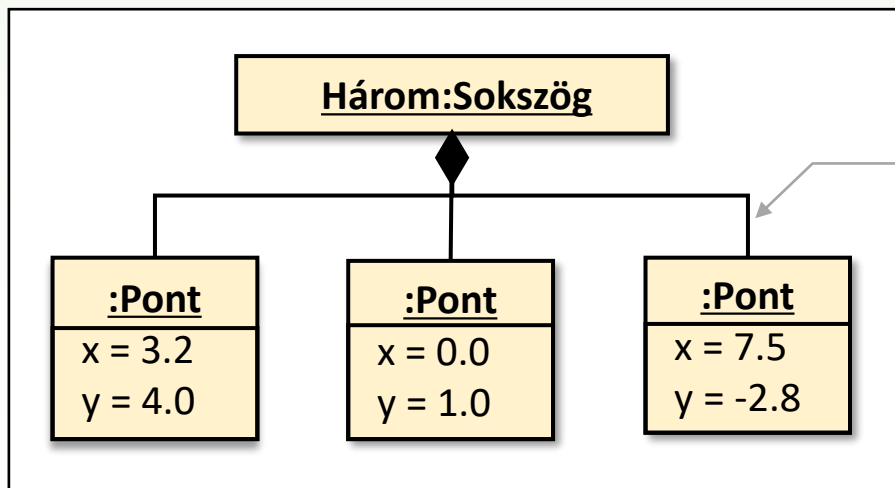 Három:Sokszög
:Pont
x = 3.2
y = 4.0
:Pont
x = 0.0
y = 1.0
:Pont
x = 7.5
y = -2.8